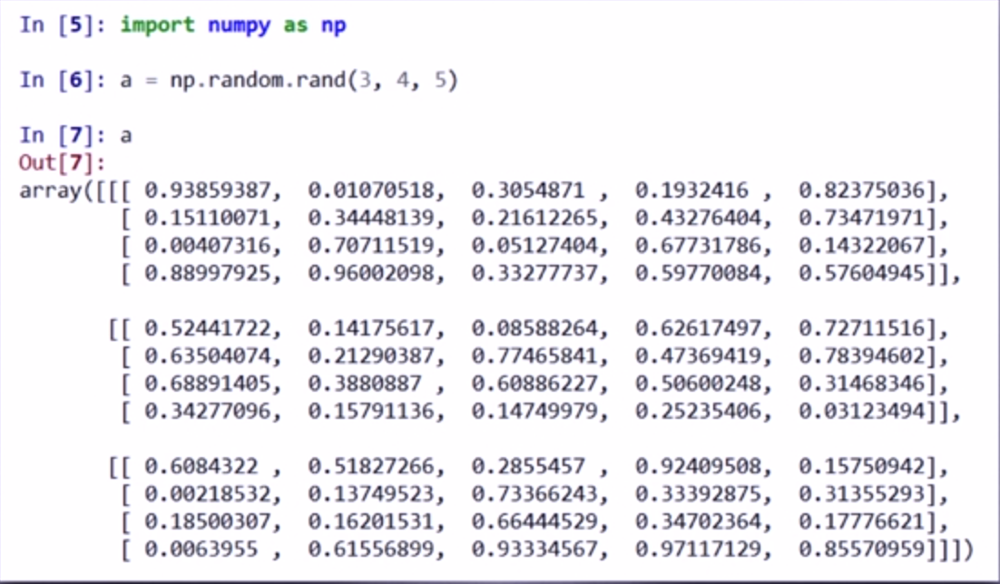 In [5]: import numpy as np
In [6]: a = np.random.rand(3, 4, 5)
In [7]: a
Out[7]:
array([[[ 0.93859387,  0.01070518,  0.3054871 ,  0.1932416 ,  0.82375036],
        [ 0.15110071,  0.34448139,  0.21612265,  0.43276404,  0.73471971],
        [ 0.00407316,  0.70711519,  0.05127404,  0.67731786,  0.14322067],
        [ 0.88997925,  0.96002098,  0.33277737,  0.59770084,  0.57604945]],
       [[ 0.52441722,  0.14175617,  0.08588264,  0.62617497,  0.72711516],
        [ 0.63504074,  0.21290387,  0.77465841,  0.47369419,  0.78394602],
        [ 0.68891405,  0.3880887 ,  0.60886227,  0.50600248,  0.31468346],
        [ 0.34277096,  0.15791136,  0.14749979,  0.25235406,  0.03123494]],
       [[ 0.6084322 ,  0.51827266,  0.2855457 ,  0.92409508,  0.15750942],
        [ 0.00218532,  0.13749523,  0.73366243,  0.33392875,  0.31355293],
        [ 0.18500307,  0.16201531,  0.66444529,  0.34702364,  0.17776621],
        [ 0.0063955 ,  0.61556899,  0.93334567,  0.97117129,  0.85570959]]])